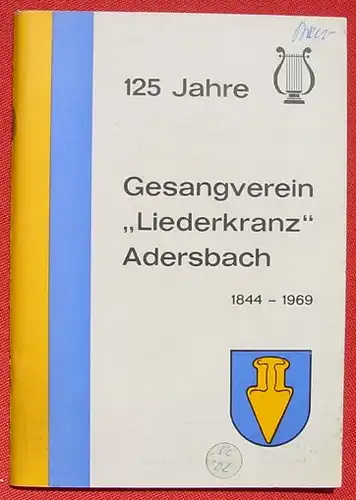 125 Jahre
Gesangverein
„Liederkranz“
Adersbach
1844 – 1969